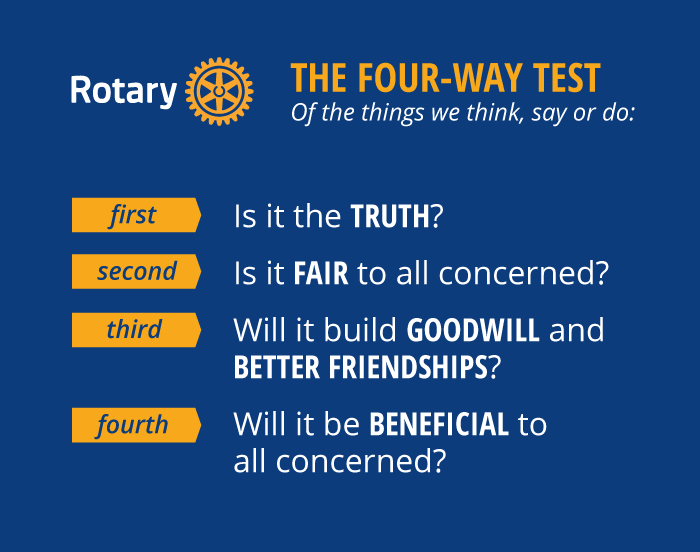 Rotary
THE FOUR-WAY TEST
Of the things we think, say or do:
first
Is it the TRUTH?
second
Is it FAIR to all concerned?
third
Will it build GOODWILL and
BETTER FRIENDSHIPS?
fourth
Will it be BENEFICIAL to
all concerned?